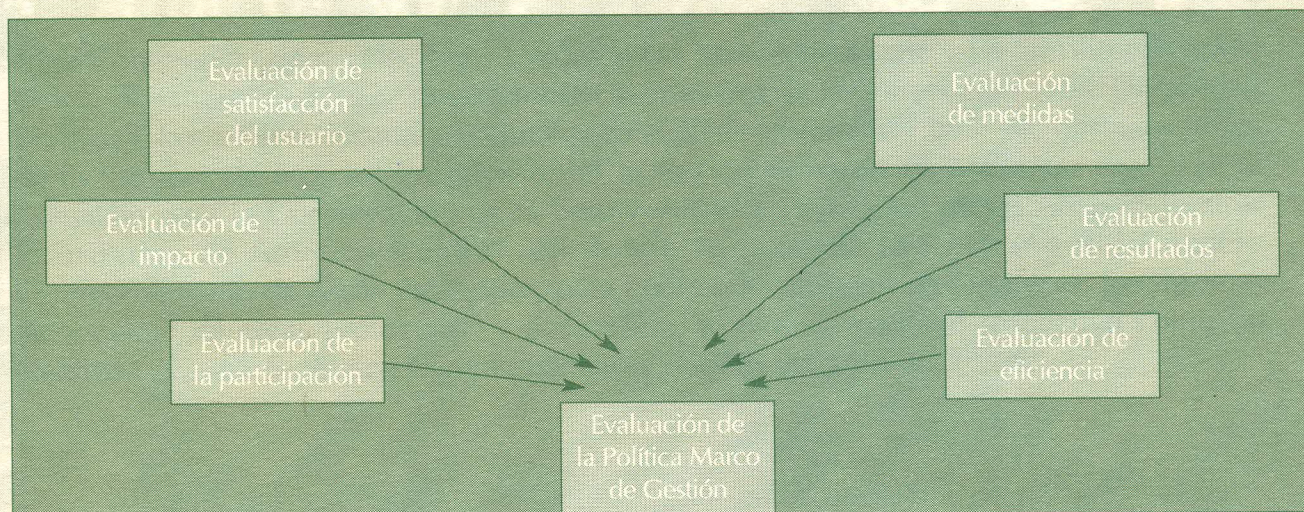 Evaluación de
satisfacción
del usuario
Evaluación
de medidas
Evaluación de
impacto
Evaluación
de resultados
Evaluación de
la participación
Evaluación de
eficiencia
Evaluación de
la Política Marco
de Gestión